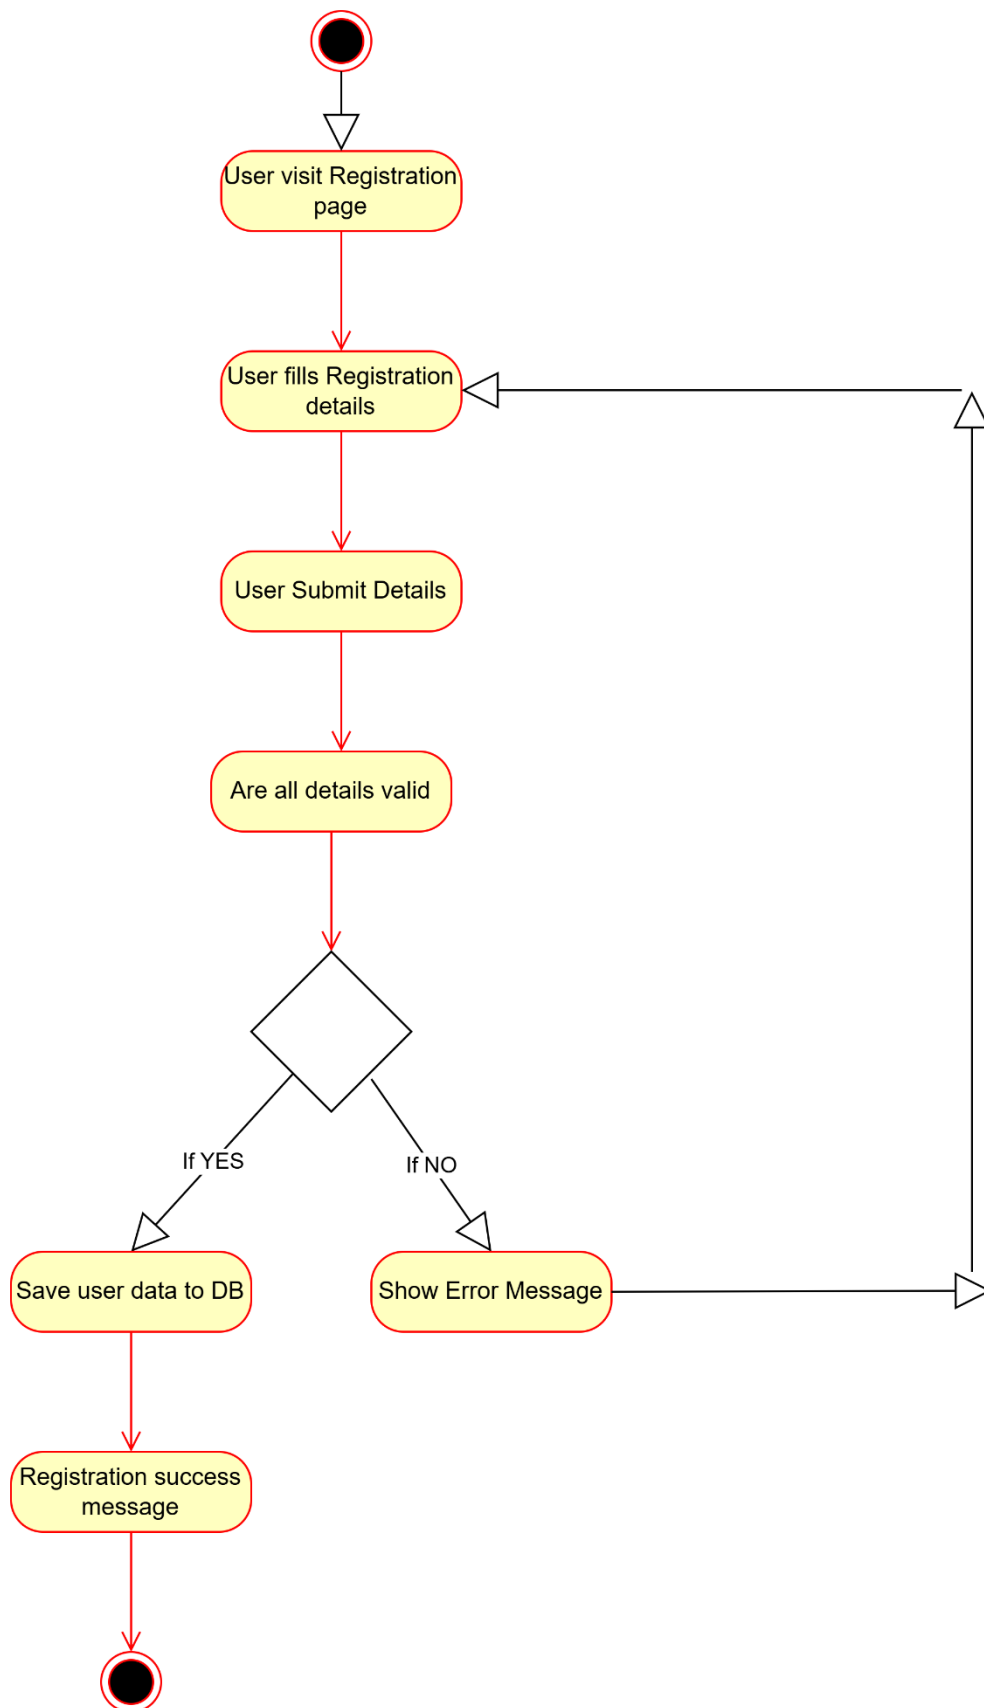 User visit Registration
page
User fills Registration
details
User Submit Details
Are all details valid
If YES
If NO
Save user data to DB
Show Error Message
Registration success
message